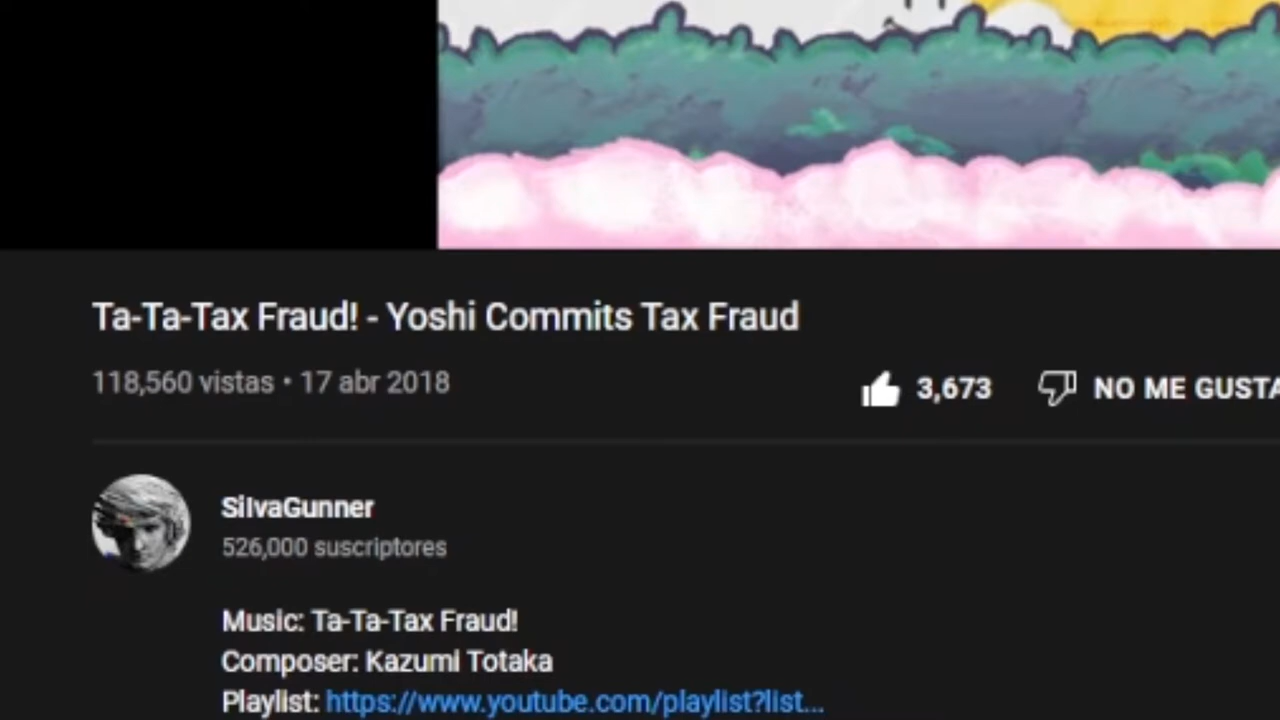 Ta-Ta-Tax Fraud! - Yoshi Commits Tax Fraud
118,560 vistas • 17 abr 2018
3,673
NO ME GUSTA
SiIvaGunner
526,000 suscriptores
Music: Ta-Ta-Tax Fraud!
Composer: Kazumi Totaka
Playlist: https://www.youtube.com/playlist?list...